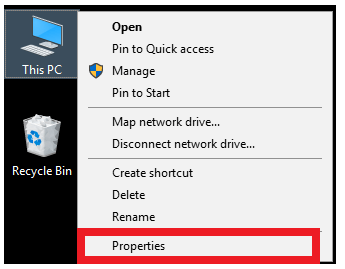 This PC
Recycle Bin
Open
Pin to Quick access
Manage
Pin to Start
Map network drive...
Disconnect network drive...
Create shortcut
Delete
Rename
Properties